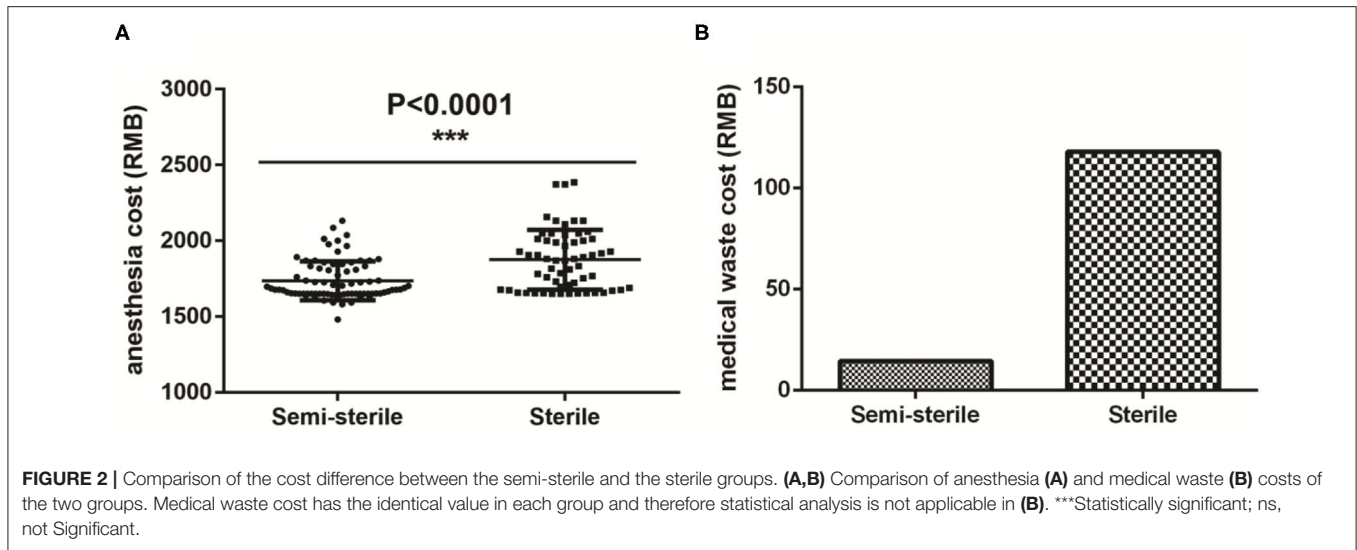 A
3000
2500
2000
1500
1000
anesthesia cost (RMB)
P<0.0001
***
Semi-sterile Sterile
B
150
100
50
0
medical waste cost (RMB)
Semi-sterile Sterile
FIGURE 2 | Comparison of the cost difference between the semi-sterile and the sterile groups. (A,B) Comparison of anesthesia (A) and medical waste (B) costs of
the two groups. Medical waste cost has the identical value in each group and therefore statistical analysis is not applicable in (B). ***Statistically significant; ns,
not Significant.